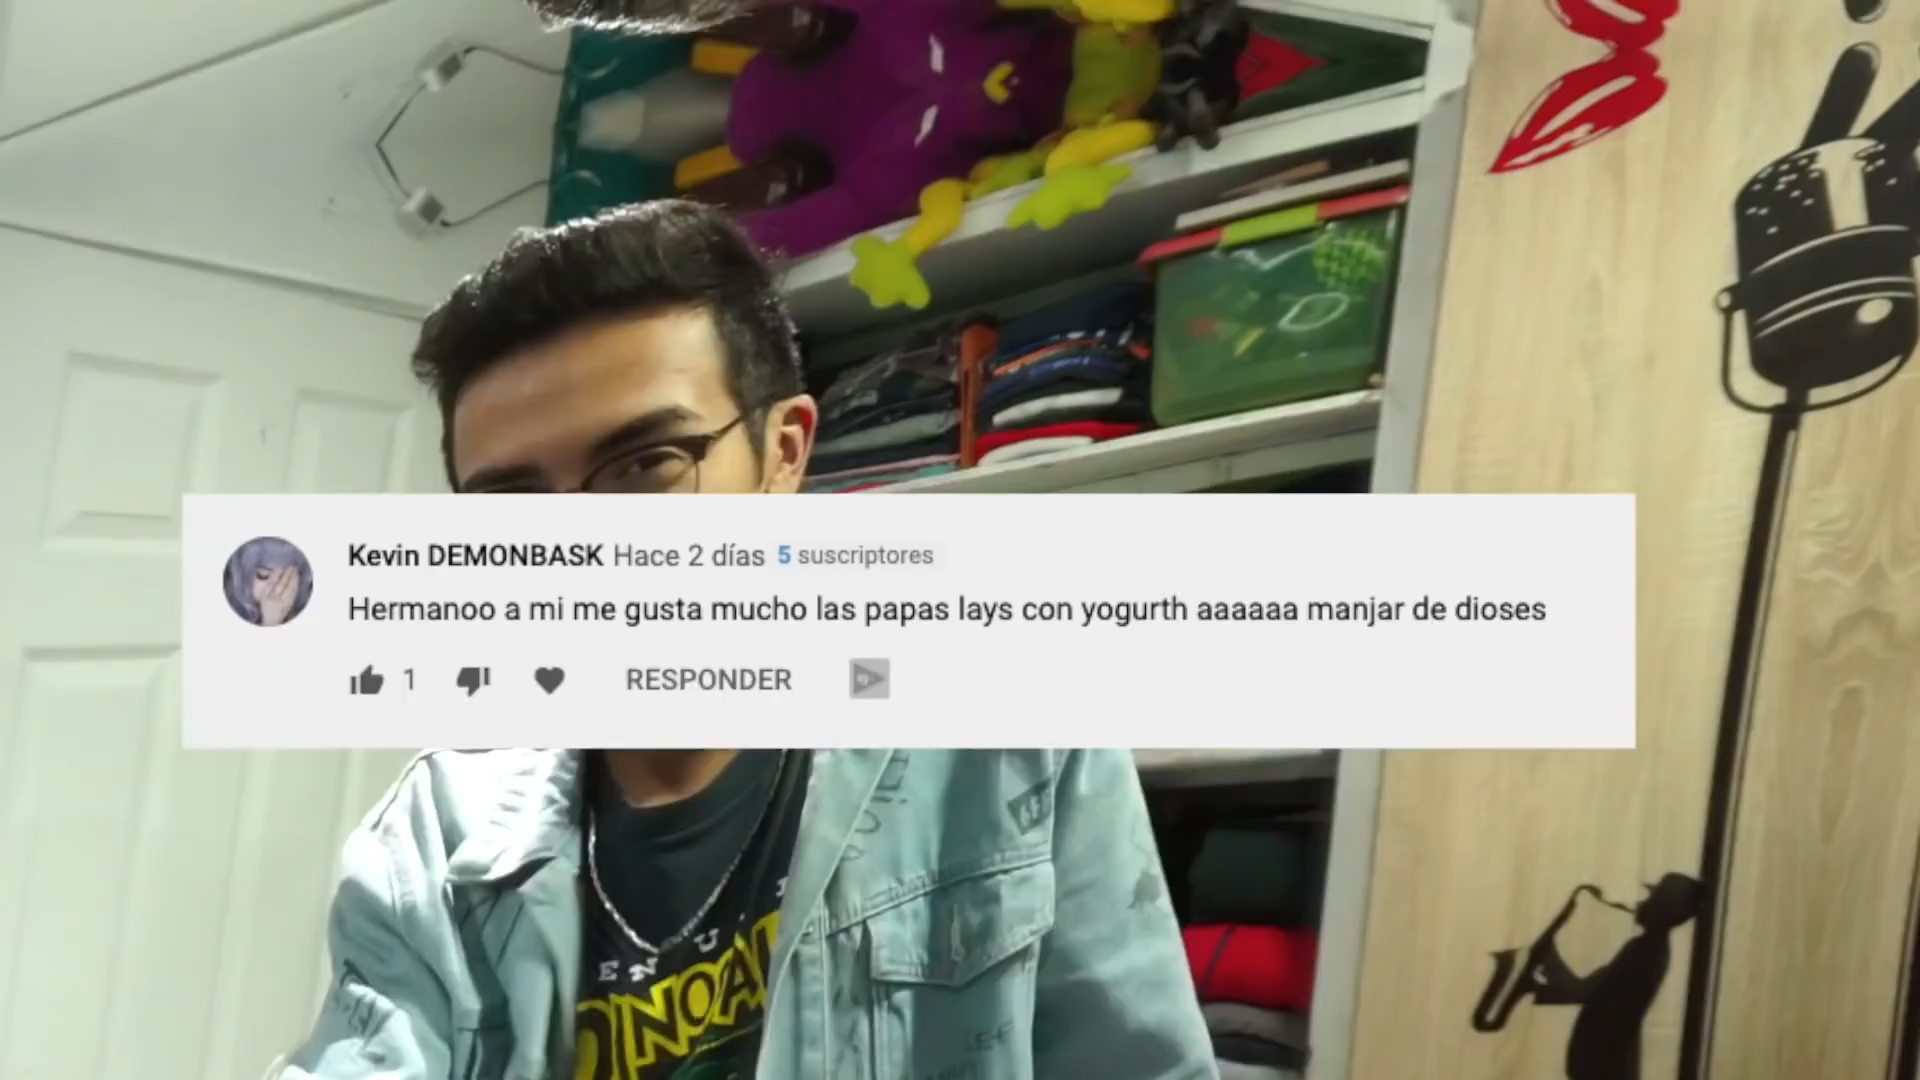 Kevin DEMONBASK Hace 2 días 5 suscriptores
Hermanoo a mi me gusta mucho las papas lays con yogurth aaaaaa manjar de dioses
1 RESPONDER